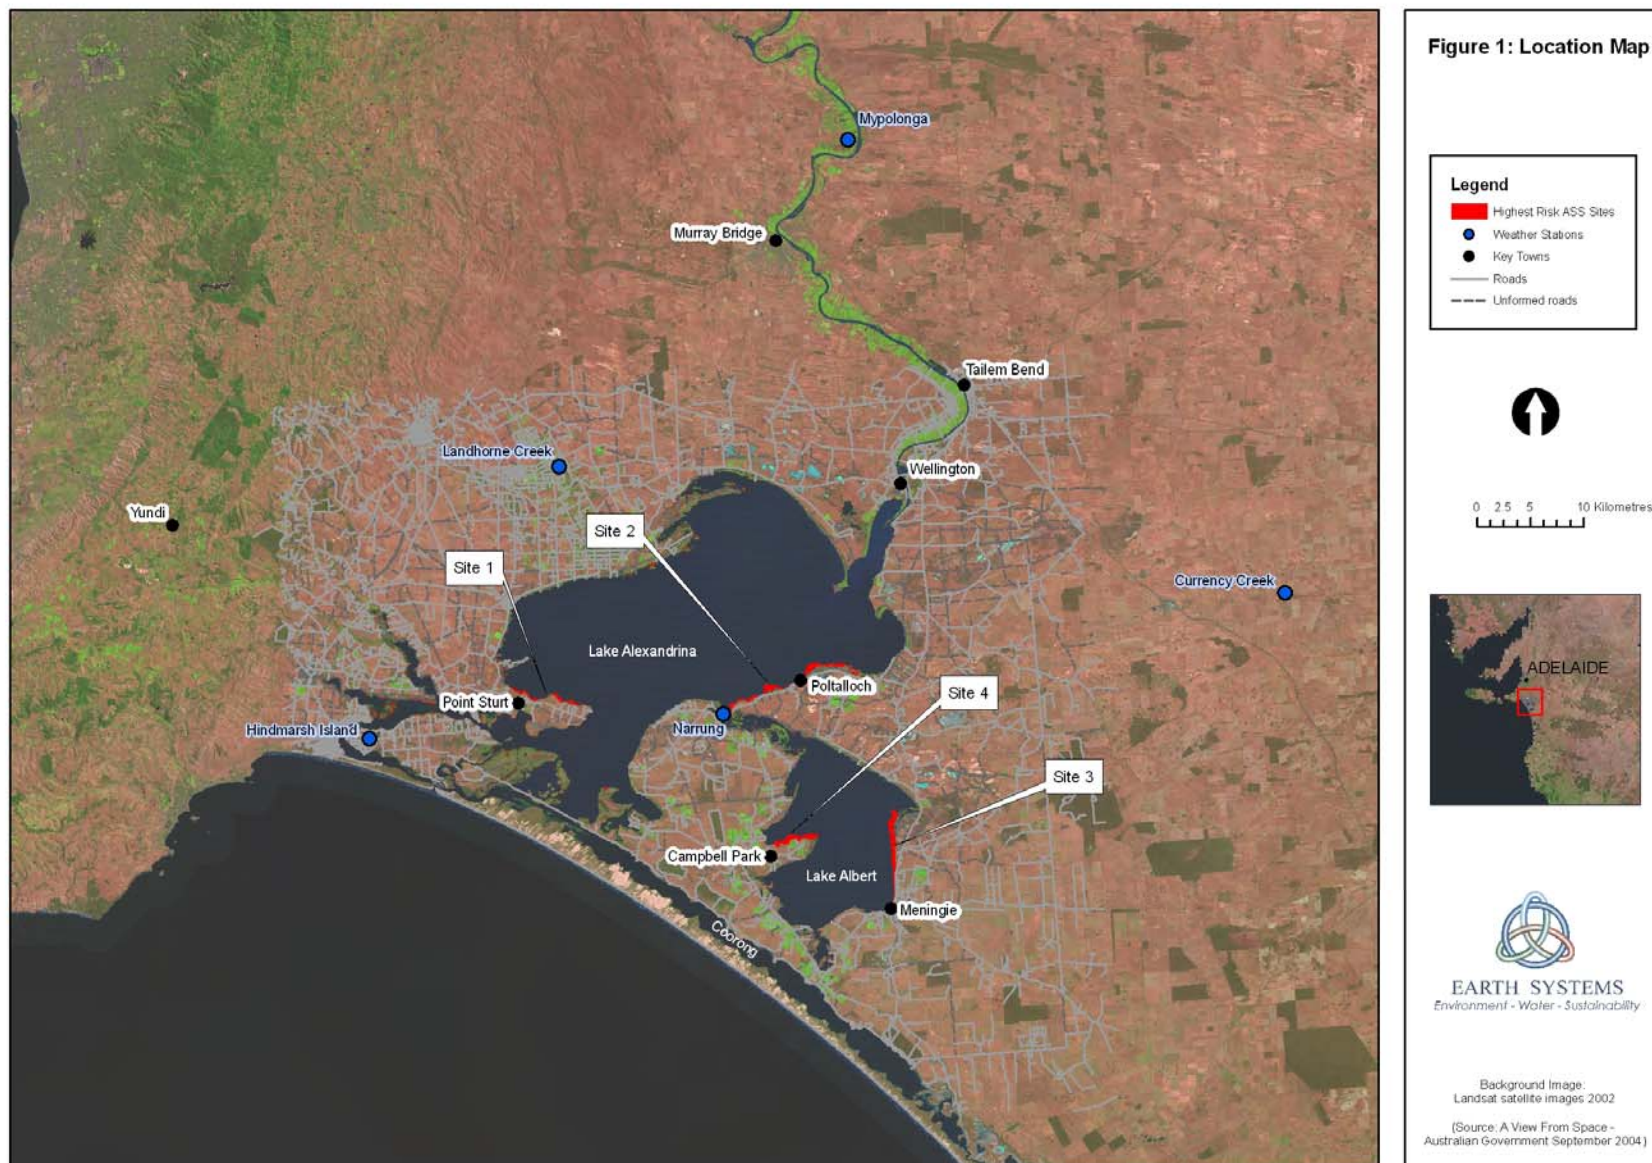 Figure 1: Location Map
Legend
Highest Risk ASS Sites
Weather Stations
Key Towns
Roads
Unformed roads
0 2.5 5 10 Kilometres
ADELAIDE
EARTH SYSTEMS
Environment - Water - Sustainability
Background Image:
Landsat satellite images 2002
(Source: A View From Space -
Australian Government September 2004)
Mypolonga
Murray Bridge
Tailem Bend
Landhorne Creek
Wellington
Yundi
Site 2
Site 1
Currency Creek
Lake Alexandrina
Poltalloch
Site 4
Point Sturt
Hindmarsh Island
Narrung
Site 3
Campbell Park
Lake Albert
Meningie
Coorong